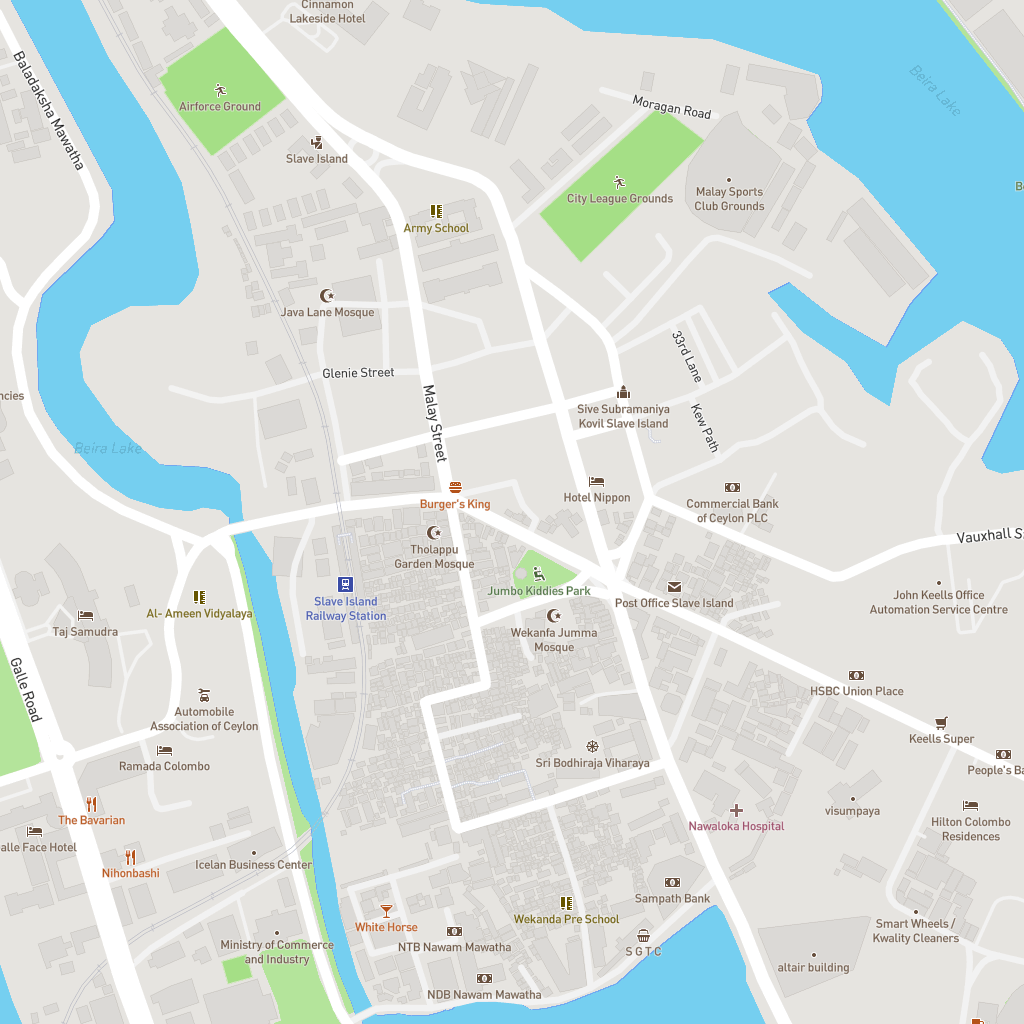 Cinnamon
Lakeside Hotel
Baladaksha Mawatha
Airforce Ground
Slave Island
Moragan Road
Beira Lake
City League Grounds
Malay Sports
Club Grounds
Army School
Java Lane Mosque
Glenie Street
33rd Lane
Malay Street
Sive Subramaniya
Kovil Slave Island
Kew Path
Beira Lake
Burger's King
Hotel Nippon
Commercial Bank
of Ceylon PLC
Tholappu
Garden Mosque
Vauxhall S
Jumbo Kiddies Park
Slave Island
Railway Station
Al- Ameen Vidyalaya
Post Office Slave Island
John Keells Office
Automation Service Centre
Taj Samudra
Wekanfa Jumma
Mosque
Galle Road
HSBC Union Place
Automobile
Association of Ceylon
Keells Super
Ramada Colombo
Sri Bodhiraja Viharaya
People's Ba
The Bavarian
visumpaya
Nawaloka Hospital
Hilton Colombo
Residences
alle Face Hotel
Icelan Business Center
Nihonbashi
Sampath Bank
Wekanda Pre School
White Horse
Smart Wheels /
Kwality Cleaners
Ministry of Commerce
and Industry
NTB Nawam Mawatha
S G T C
altair building
NDB Nawam Mawatha